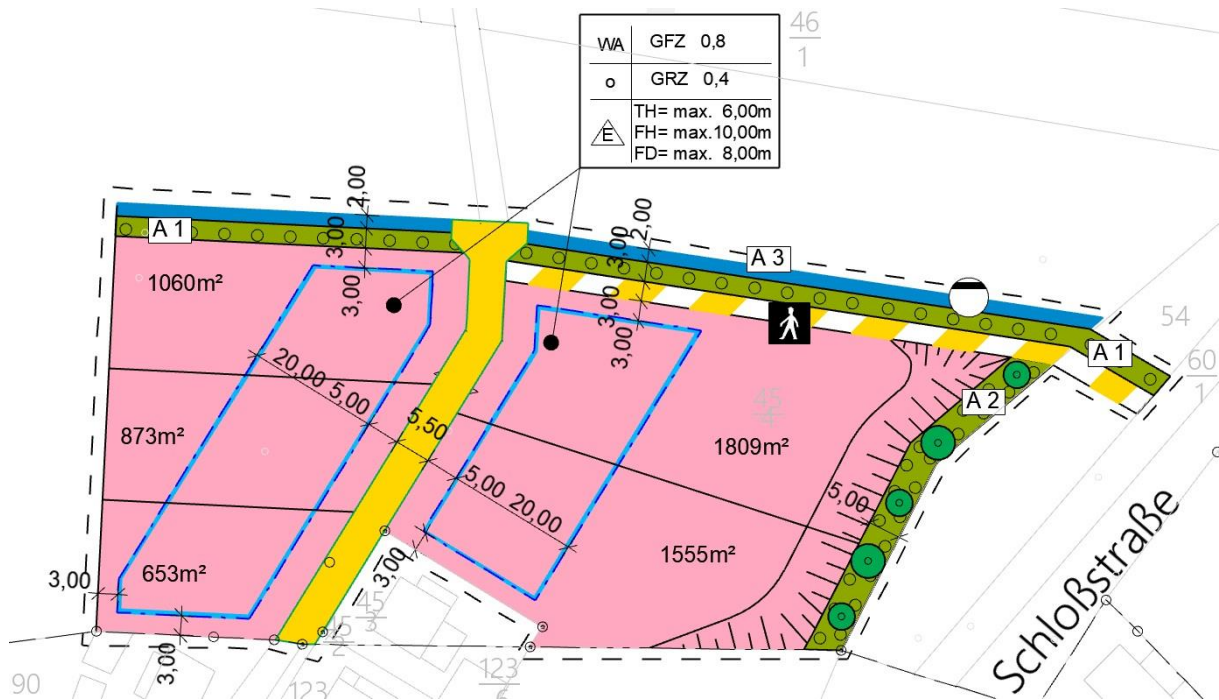 46
1
WA GFZ 0,8
o GRZ 0,4
E
TH= max. 6,00m
FH= max.10,00m
FD= max. 8,00m
2,00
3,00
3,00
A 1
2,00
3,00
3,00
3,00
A 3
A 1
54
60
1
1060m²
873m²
653m²
20,00
5,00
5,50
5,00
20,00
45
4
1809m²
1555m²
A 2
5,00
3,00
3,00
3,00
45
3
45
2
123
123
90
Schloßstraße